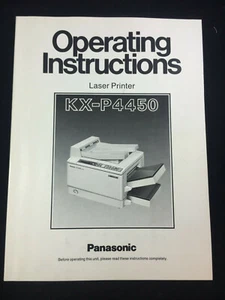 Operating
Instructions
Laser Printer
KX-P4450
Panasonic
Before operating this unit, please read these instructions completely.